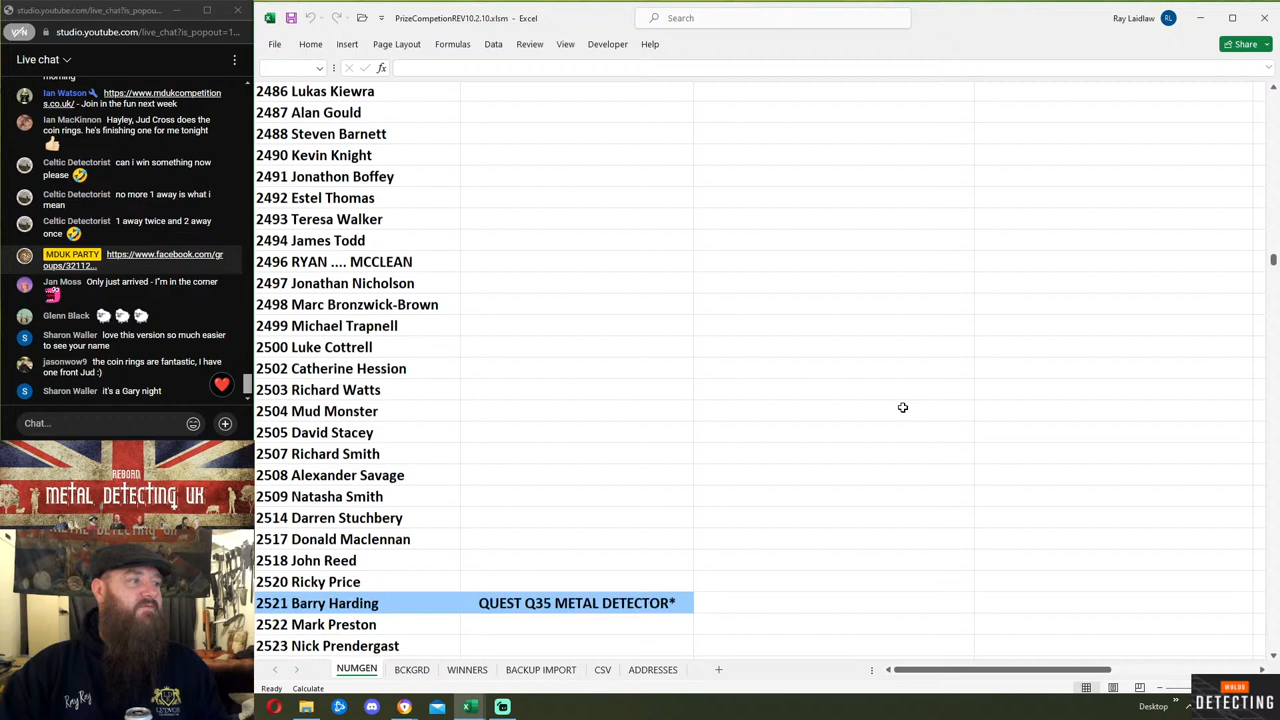 studio.youtube.com/live_chat?is_popou...
studio.youtube.com/live_chat?is_popout=1...
Live chat
morning
Ian Watson https://www.mdukcompetition
s.co.uk/ - Join in the fun next week
Ian MacKinnon Hayley, Jud Cross does the
coin rings. he's finishing one for me tonight
👍🏻
Celtic Detectorist can i win something now
please 🤣
Celtic Detectorist no more 1 away is what i
mean
Celtic Detectorist 1 away twice and 2 away
once 🤣
MDUK PARTY https://www.facebook.com/gr
oups/32112...
Jan Moss Only just arrived - I"m in the corner
Glenn Black 🐑 🐑 🐑
Sharon Waller love this version so much easier
to see your name
jasonwow9 the coin rings are fantastic, I have
one front Jud :)
Sharon Waller it's a Gary night
Chat...
REBORN
METAL DETECTING UK
Ray Ray
PrizeCompetionREV10.2.10.xlsm - Excel
Search
Ray Laidlaw RL
File Home Insert Page Layout Formulas Data Review View Developer Help
Share
fx
2486 Lukas Kiewra
2487 Alan Gould
2488 Steven Barnett
2490 Kevin Knight
2491 Jonathon Boffey
2492 Estel Thomas
2493 Teresa Walker
2494 James Todd
2496 RYAN .... MCCLEAN
2497 Jonathan Nicholson
2498 Marc Bronzwick-Brown
2499 Michael Trapnell
2500 Luke Cottrell
2502 Catherine Hession
2503 Richard Watts
2504 Mud Monster
2505 David Stacey
2507 Richard Smith
2508 Alexander Savage
2509 Natasha Smith
2514 Darren Stuchbery
2517 Donald Maclennan
2518 John Reed
2520 Ricky Price
2521 Barry Harding QUEST Q35 METAL DETECTOR*
2522 Mark Preston
2523 Nick Prendergast
NUMGEN BCKGRD WINNERS BACKUP IMPORT CSV ADDRESSES
Ready Calculate
Desktop
DETECTING